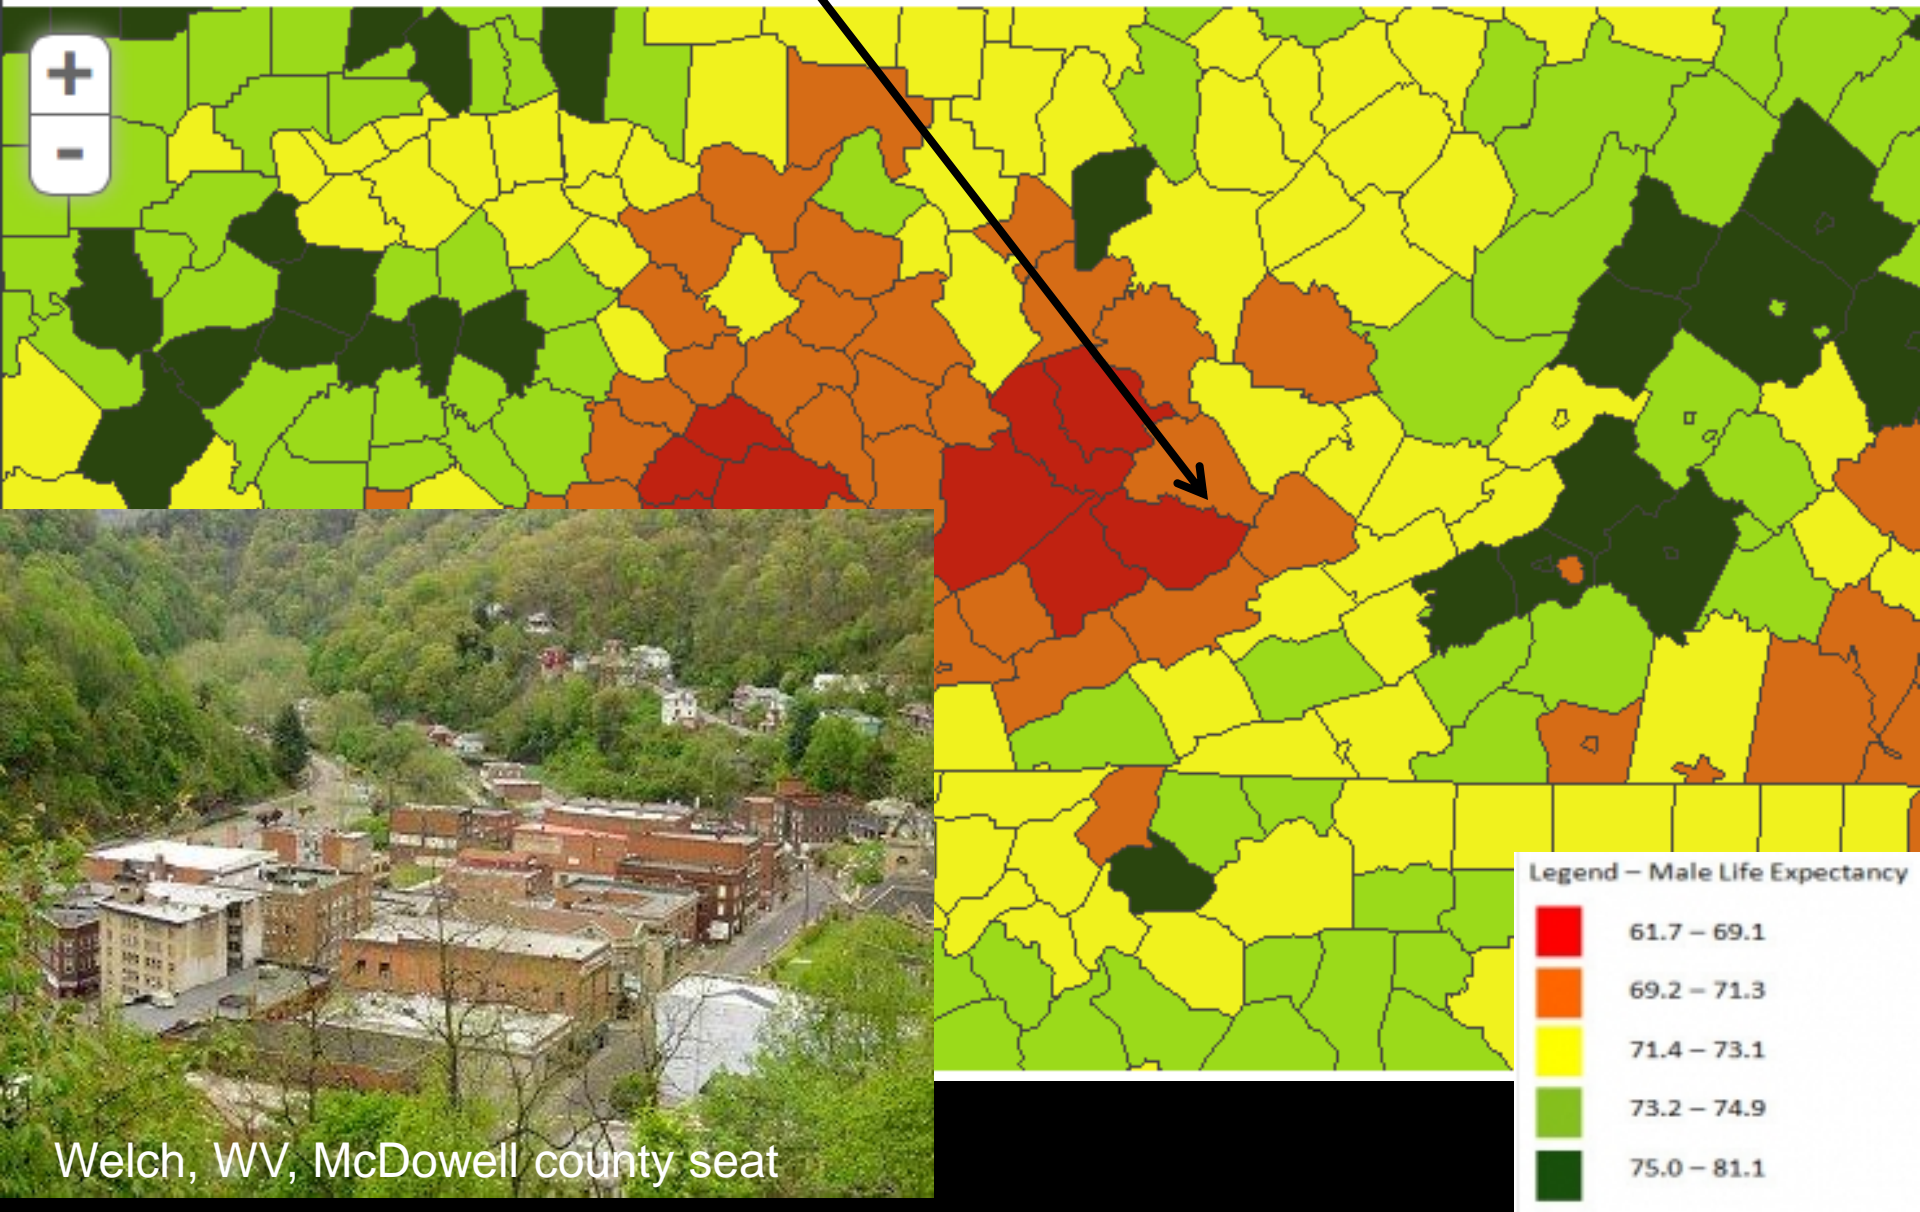 +
-
Welch, WV, McDowell county seat
Legend – Male Life Expectancy
61.7 – 69.1
69.2 – 71.3
71.4 – 73.1
73.2 – 74.9
75.0 – 81.1